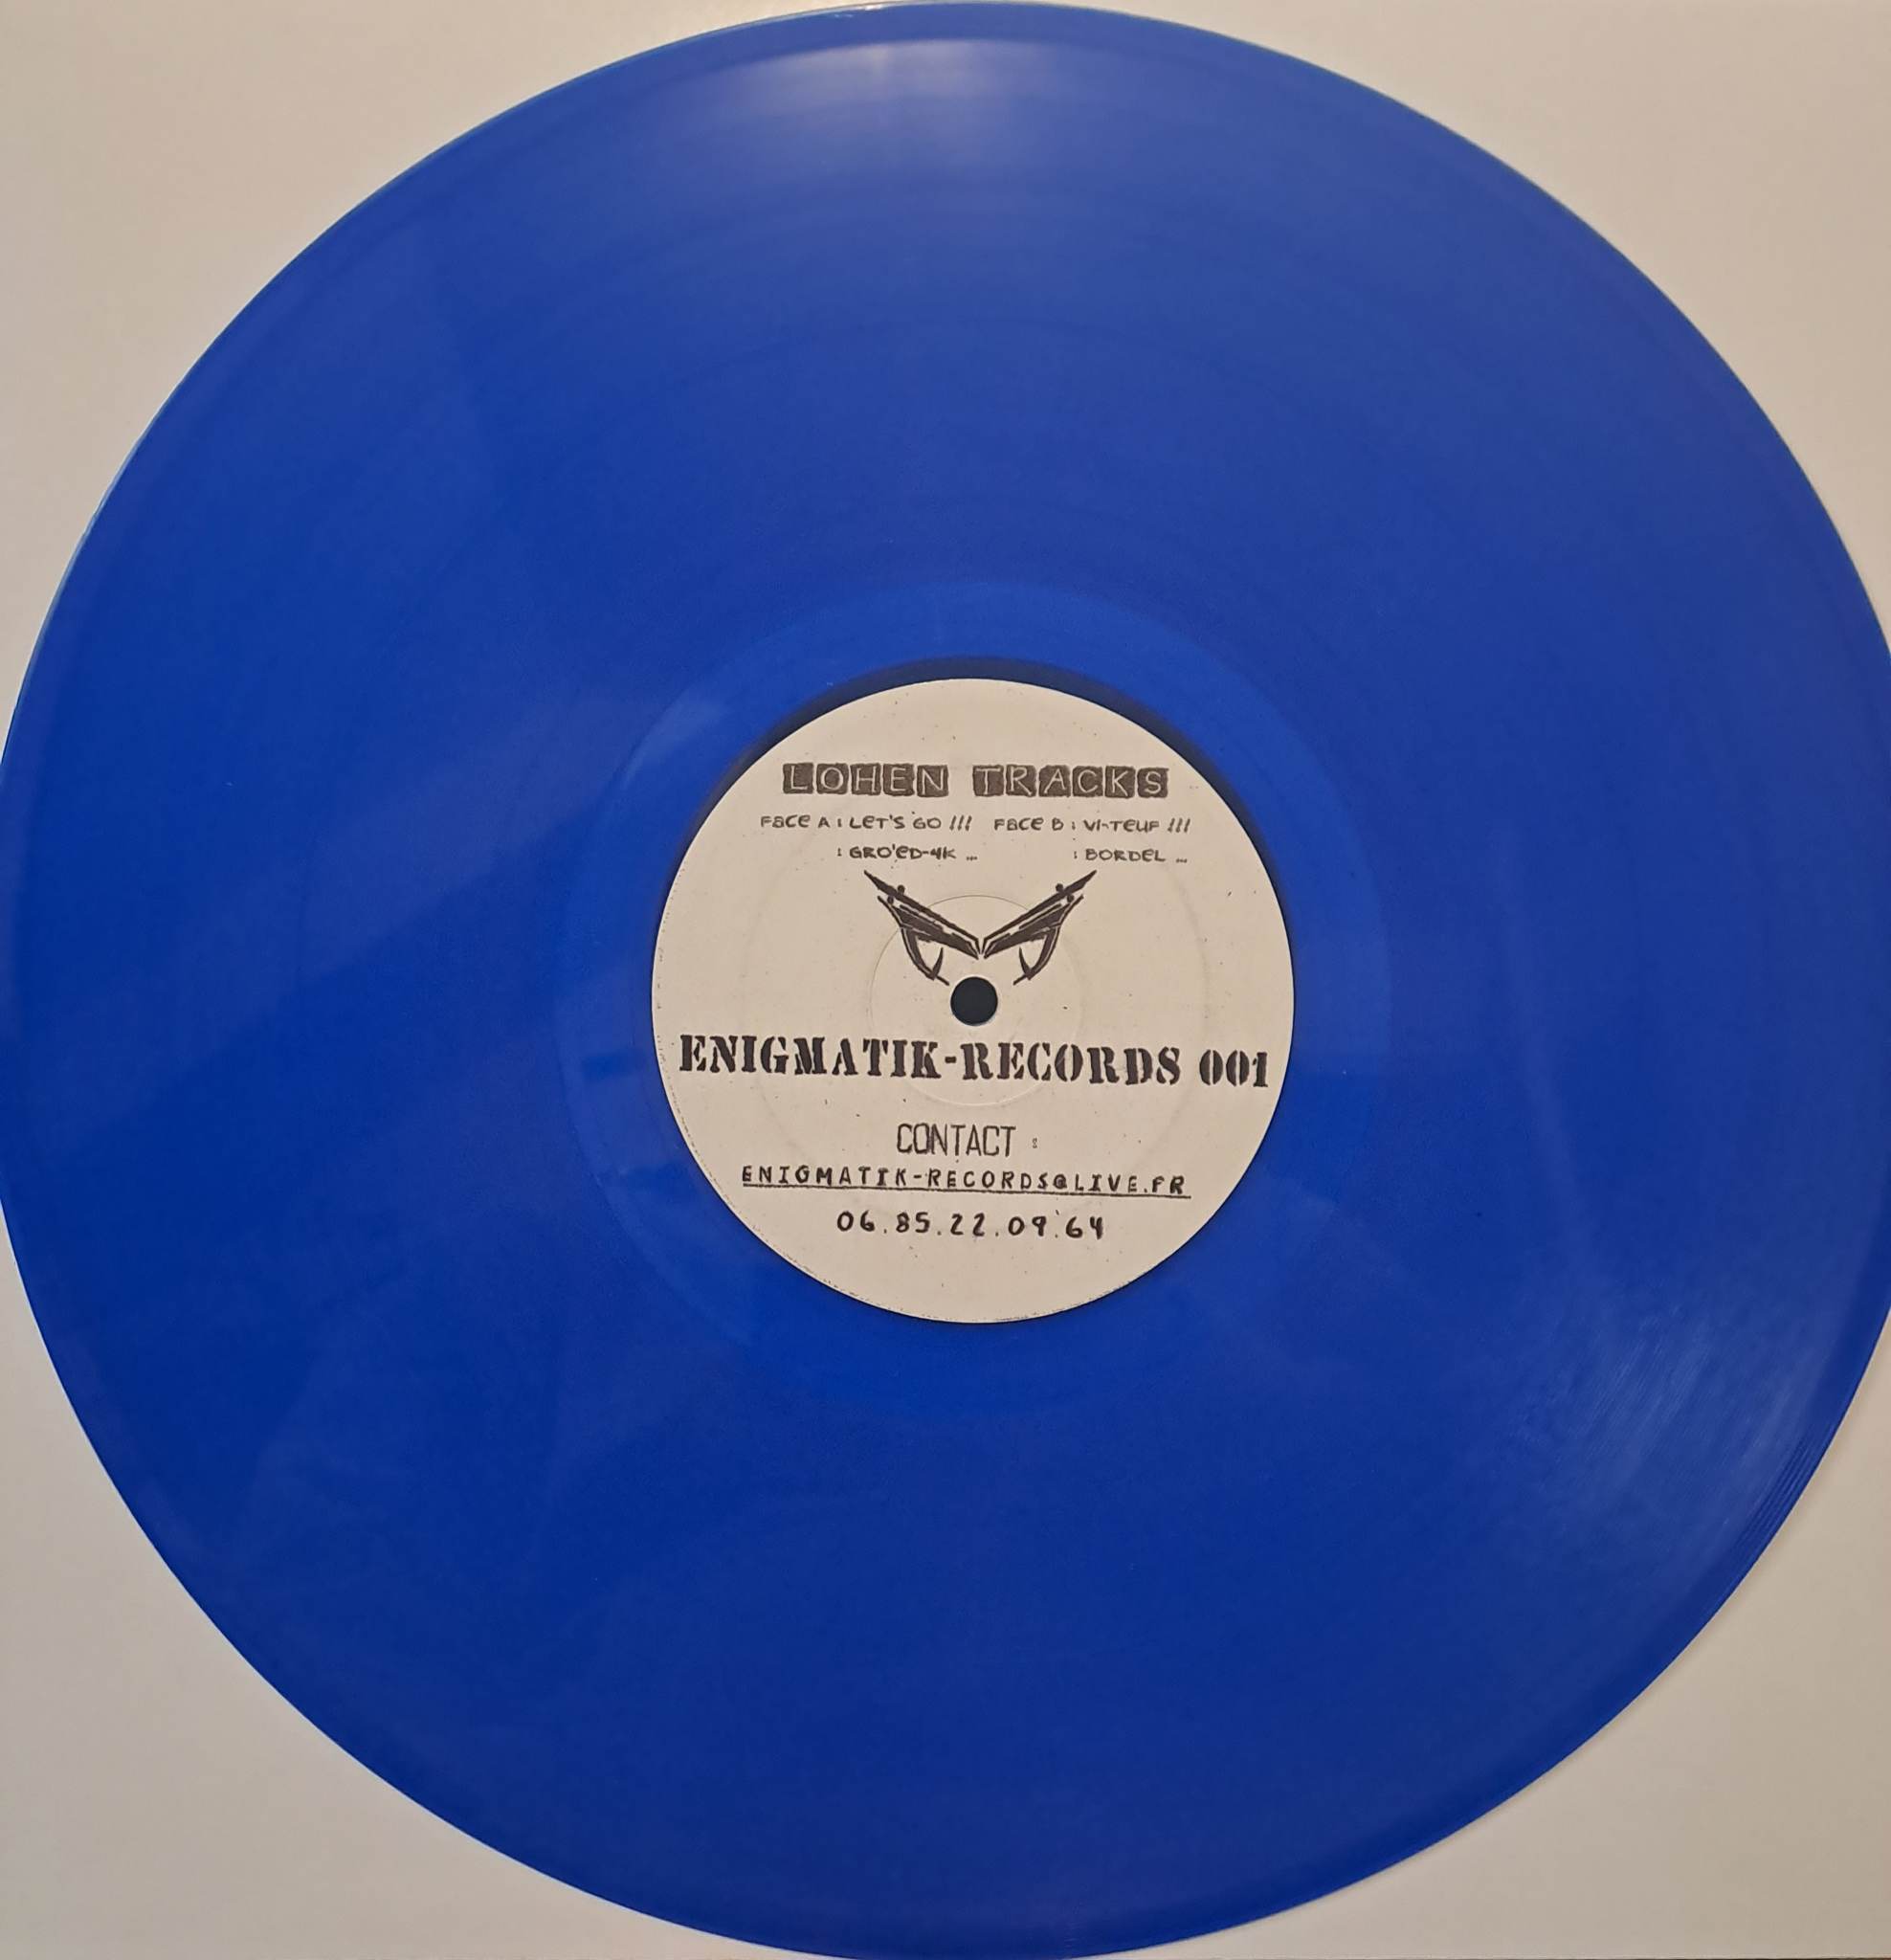 LOHEN TRACKS
FACE A : LET'S GO !!! FACE B : VI-TEUF !!!
: GRO'ED-4K ... : BORDEL ...
ENIGMATIK-RECORDS 001
CONTACT :
ENIGMATIK-RECORDS@LIVE.FR
06.85.22.09.64